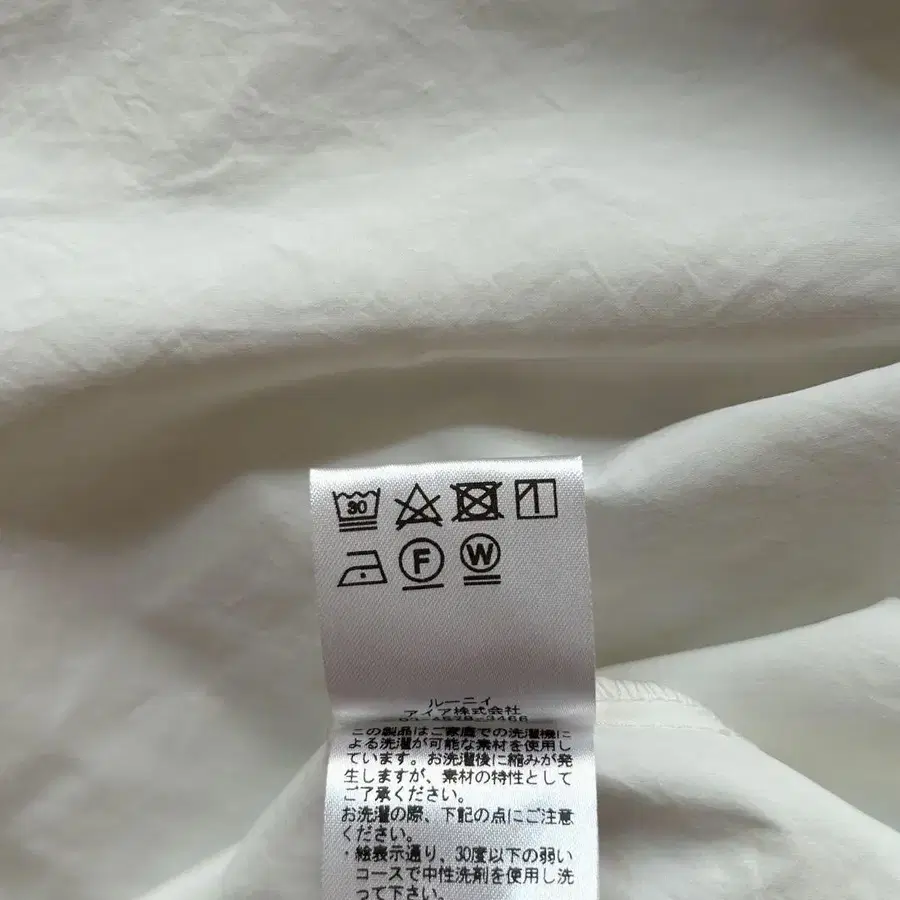 30
F
W
ルーニィ
アイア株式会社
この製品はご家庭での洗濯機に
よる洗濯が可能な素材を使用し
ています。お洗濯後に縮みが発
生しますが、素材の特性として
ご了承ください。
お洗濯の際、下記の点にご注意
ください。
・絵表示通り、30度以下の弱い
コースで中性洗剤を使用し洗
って下さい。